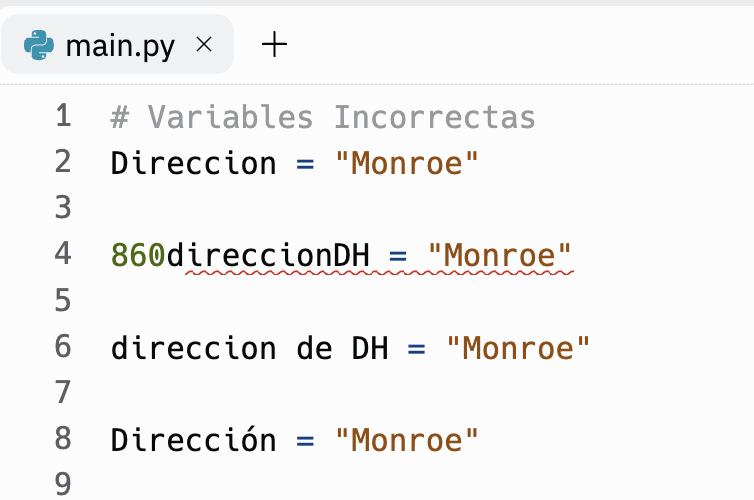 main.py × +
1 # Variables Incorrectas
2 Direccion = "Monroe"
3
4 860direccionDH = "Monroe"
5
6 direccion de DH = "Monroe"
7
8 Dirección = "Monroe"
9